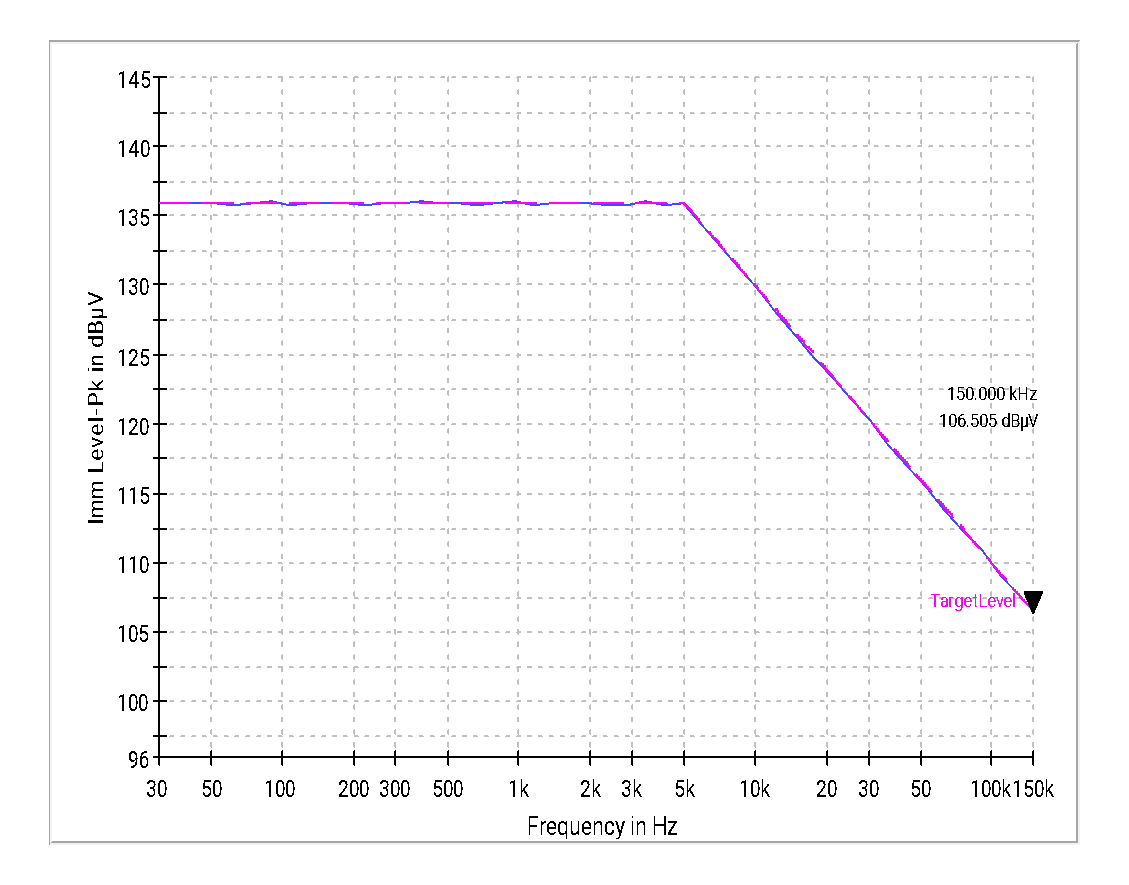 145
140
135
130
125
120
115
110
105
100
96
Imm Level-Pk in dBµV
150.000 kHz
106.505 dBµV
TargetLevel
30 50 100 200 300 500 1k 2k 3k 5k 10k 20 30 50 100k 150k
Frequency in Hz